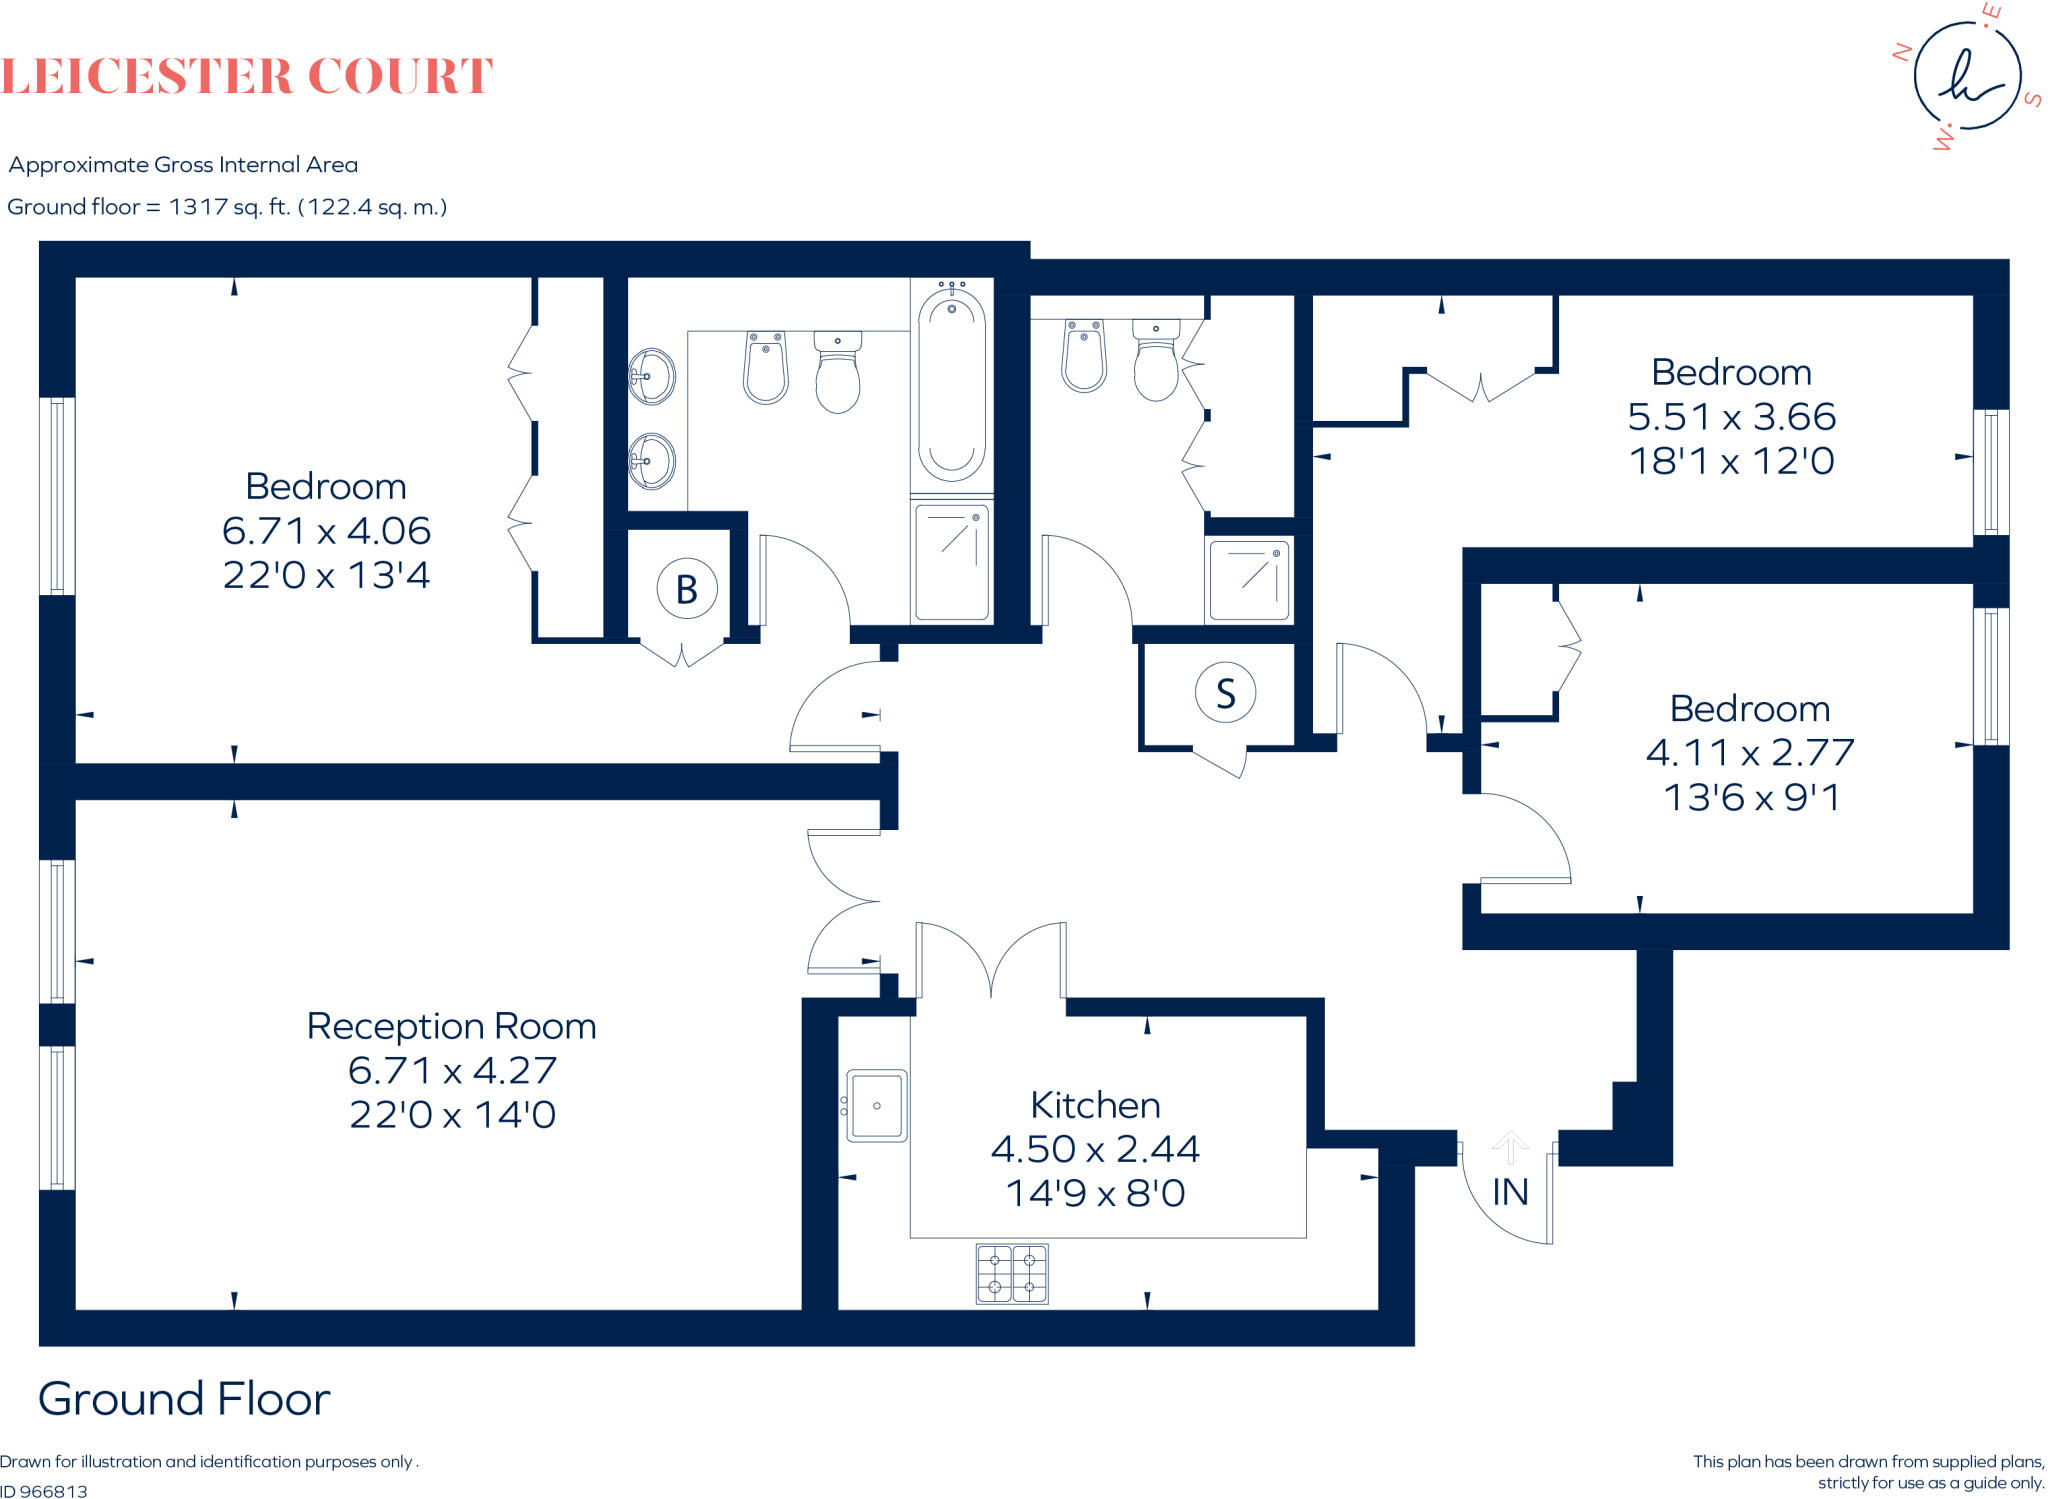 LEICESTER COURT
N
E
S
W
Approximate Gross Internal Area
Ground floor = 1317 sq. ft. (122.4 sq. m.)
Bedroom
5.51 x 3.66
18'1 x 12'0
Bedroom
6.71 x 4.06
22'0 x 13'4
B
S
Bedroom
4.11 x 2.77
13'6 x 9'1
Reception Room
6.71 x 4.27
22'0 x 14'0
Kitchen
4.50 x 2.44
14'9 x 8'0
IN
Ground Floor
Drawn for illustration and identification purposes only .
ID 966813
This plan has been drawn from supplied plans,
strictly for use as a guide only.